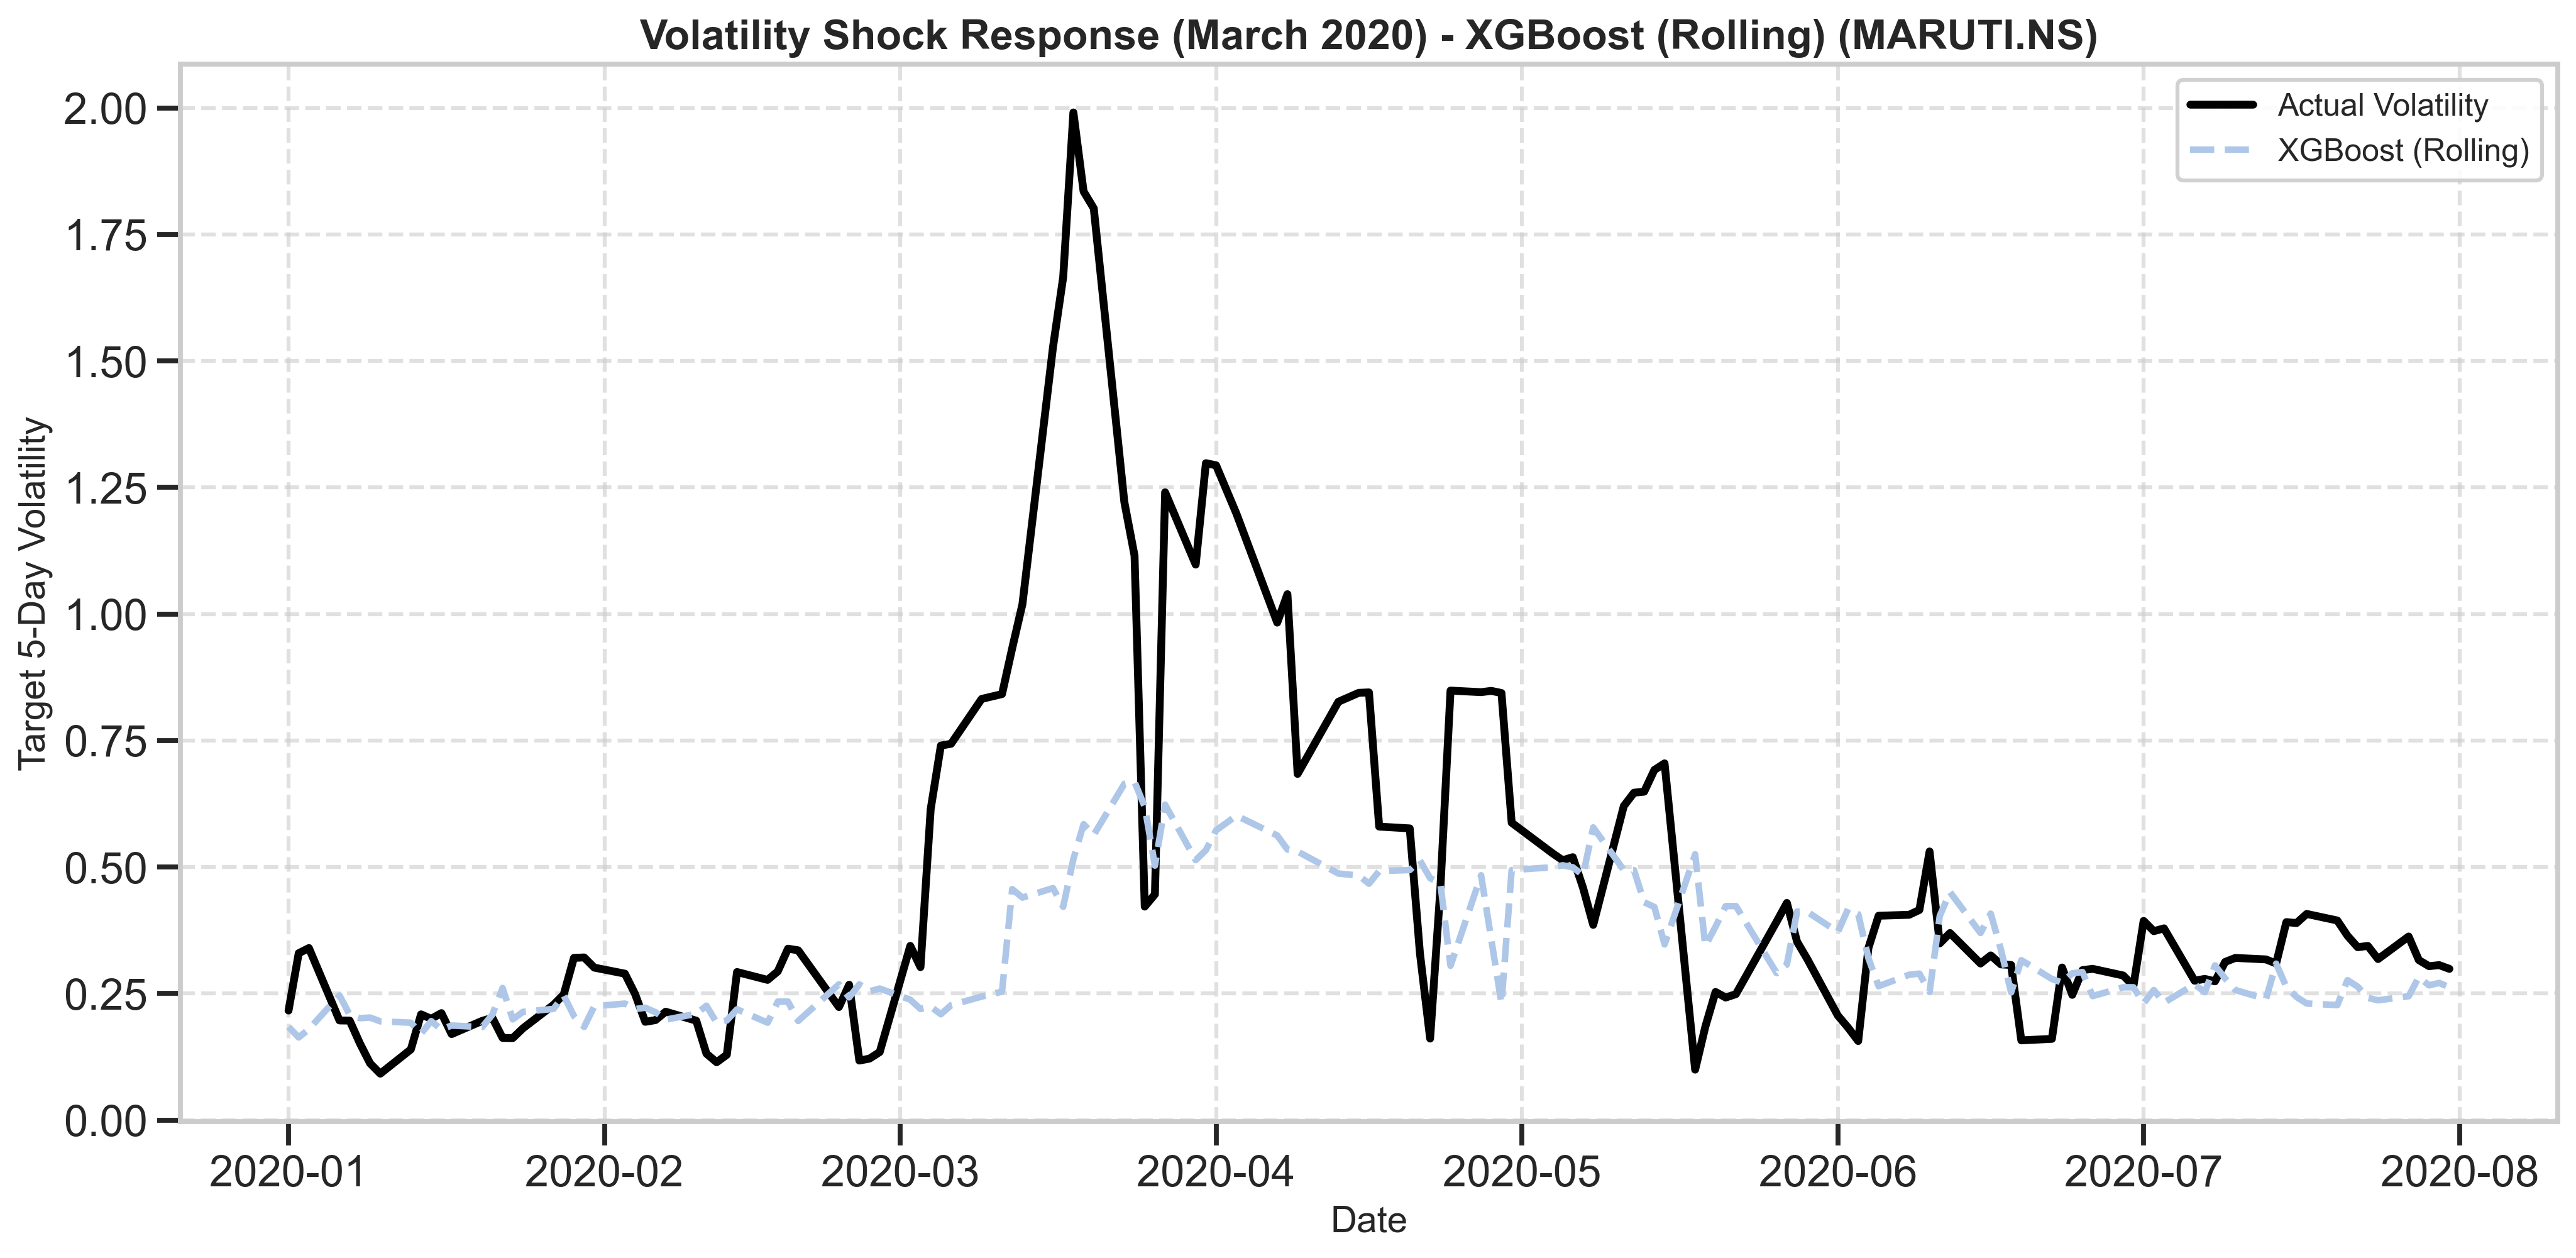 Volatility Shock Response (March 2020) - XGBoost (Rolling) (MARUTI.NS)
Actual Volatility
XGBoost (Rolling)
Target 5-Day Volatility
2.00
1.75
1.50
1.25
1.00
0.75
0.50
0.25
0.00
2020-01 2020-02 2020-03 2020-04 2020-05 2020-06 2020-07 2020-08
Date